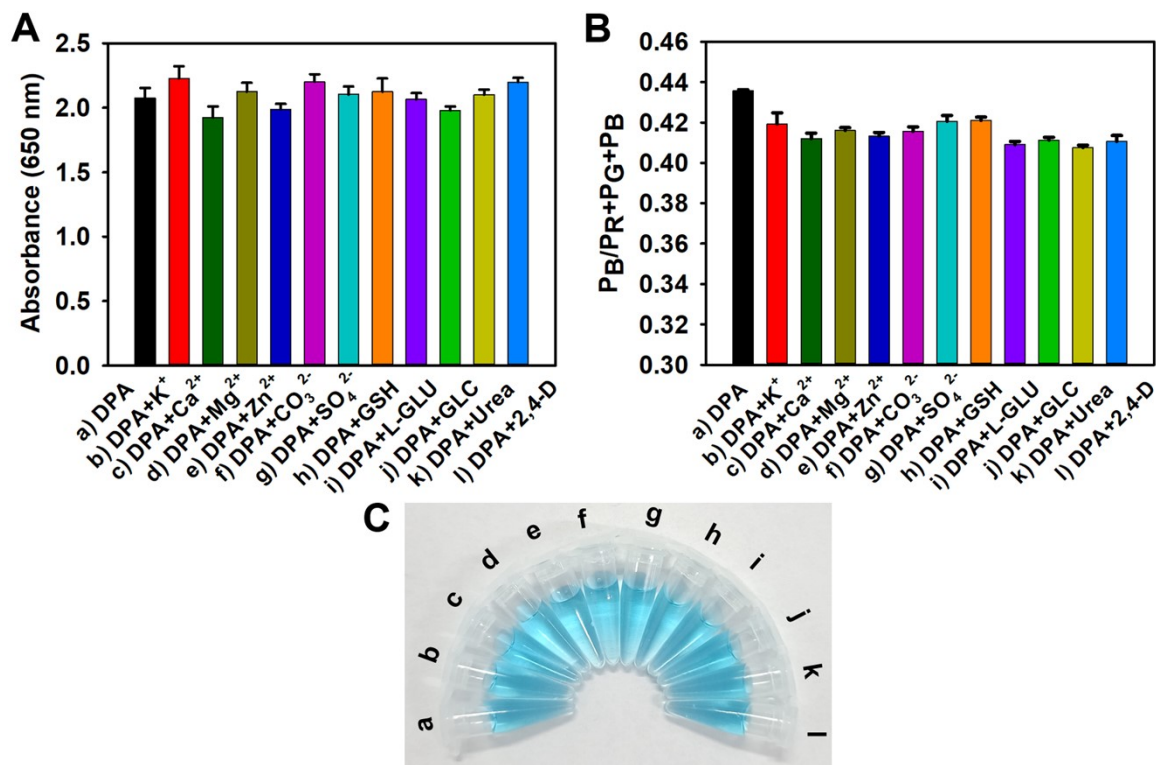 A
Absorbance (650 nm)
2.5
2.0
1.5
1.0
0.5
0.0
a) DPA
b) DPA+K⁺
c) DPA+Ca²⁺
d) DPA+Mg²⁺
e) DPA+Zn²⁺
f) DPA+CO₃²⁻
g) DPA+SO₄²⁻
h) DPA+GSH
i) DPA+L-GLU
j) DPA+GLC
k) DPA+Urea
l) DPA+2,4-D
B
P_B/P_R+P_G+P_B
0.46
0.44
0.42
0.40
0.38
0.36
0.34
0.32
0.30
a) DPA
b) DPA+K⁺
c) DPA+Ca²⁺
d) DPA+Mg²⁺
e) DPA+Zn²⁺
f) DPA+CO₃²⁻
g) DPA+SO₄²⁻
h) DPA+GSH
i) DPA+L-GLU
j) DPA+GLC
k) DPA+Urea
l) DPA+2,4-D
C
a
b
c
d
e
f
g
h
i
j
k
l